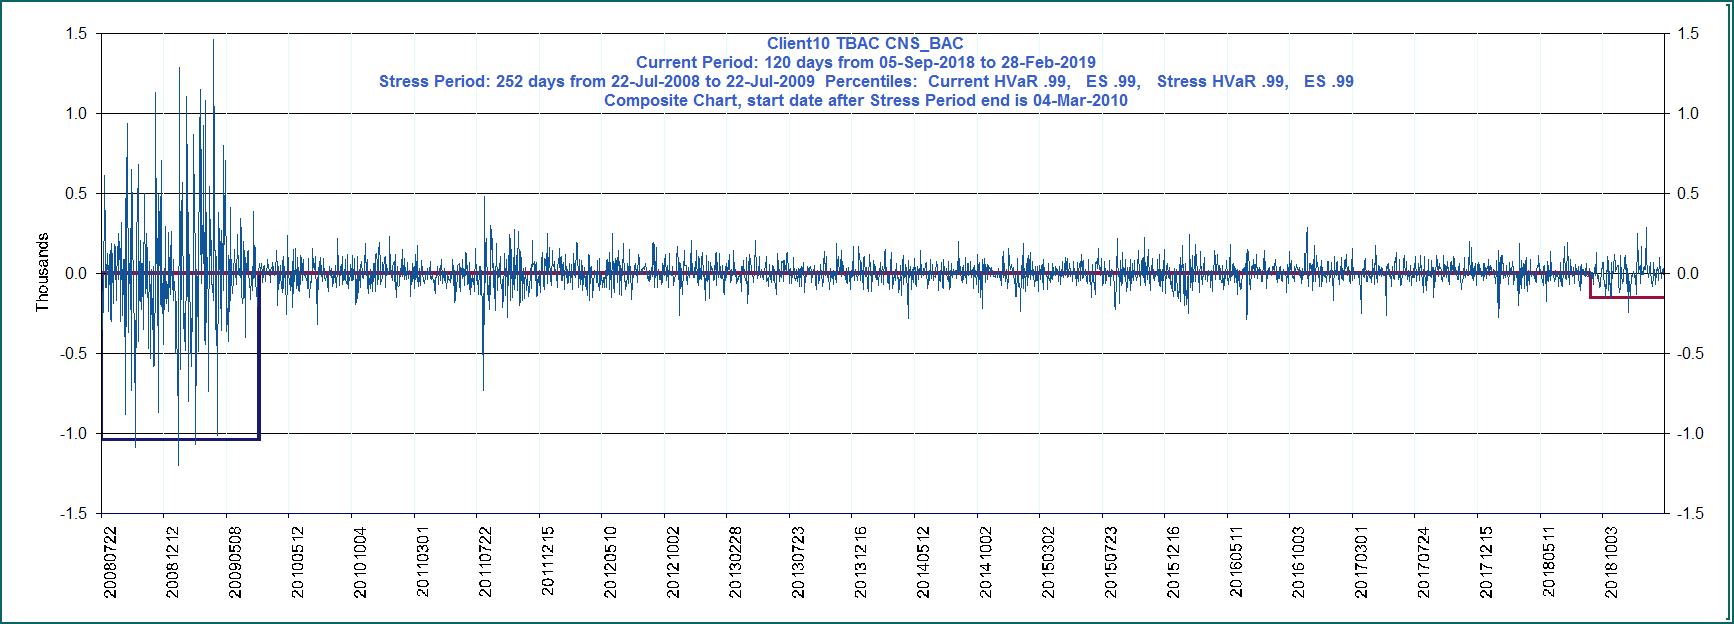 Client10 TBAC CNS_BAC
Current Period: 120 days from 05-Sep-2018 to 28-Feb-2019
Stress Period: 252 days from 22-Jul-2008 to 22-Jul-2009  Percentiles:  Current HVaR .99,   ES .99,   Stress HVaR .99,   ES .99
Composite Chart, start date after Stress Period end is 04-Mar-2010
1.5 1.5
1.0 1.0
0.5 0.5
0.0 0.0
-0.5 -0.5
-1.0 -1.0
-1.5 -1.5
Thousands
20080722 20081212 20090508 20100512 20101004 20110301 20110722 20111215 20120510 20121002 20130228 20130723 20131216 20140512 20141002 20150302 20150723 20151216 20160511 20161003 20170301 20170724 20171215 20180511 20181003